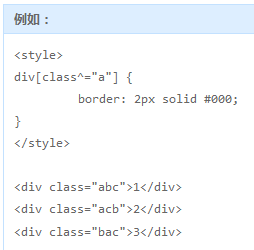 例如：
<style>
div[class^="a"] {
        border: 2px solid #000;
}
</style>

<div class="abc">1</div>
<div class="acb">2</div>
<div class="bac">3</div>